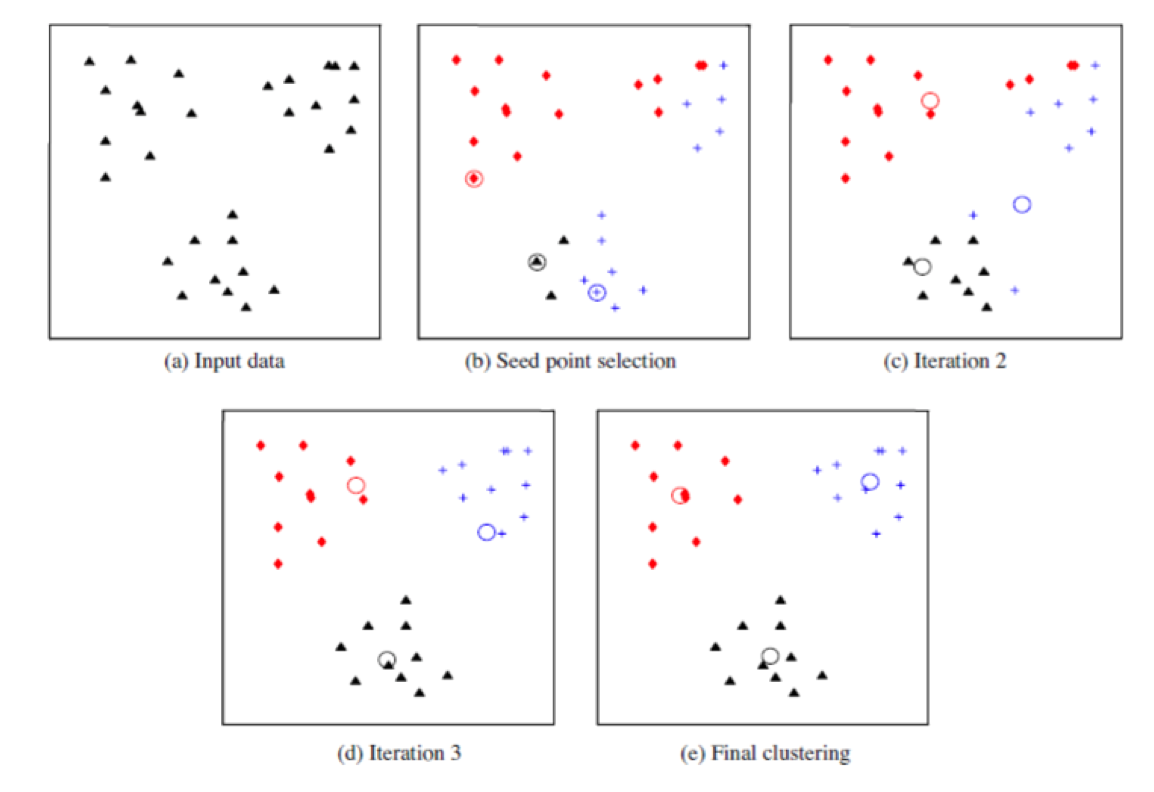 (a) Input data
(b) Seed point selection
(c) Iteration 2
(d) Iteration 3
(e) Final clustering